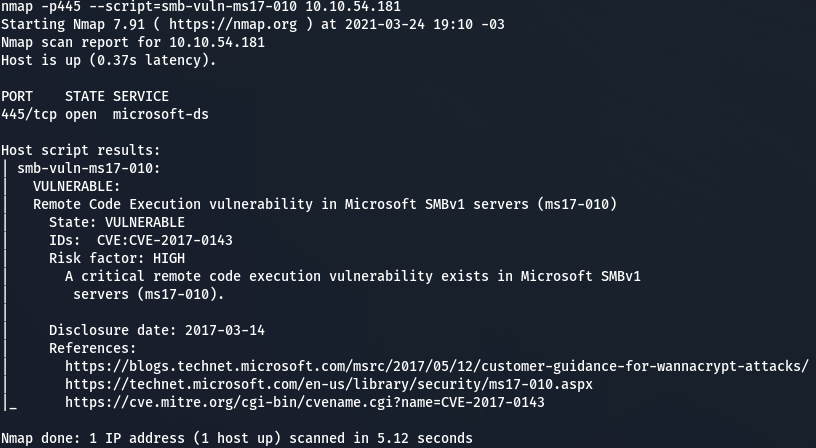 nmap -p445 --script=smb-vuln-ms17-010 10.10.54.181
Starting Nmap 7.91 ( https://nmap.org ) at 2021-03-24 19:10 -03
Nmap scan report for 10.10.54.181
Host is up (0.37s latency).

PORT    STATE SERVICE
445/tcp open  microsoft-ds

Host script results:
| smb-vuln-ms17-010:
|   VULNERABLE:
|   Remote Code Execution vulnerability in Microsoft SMBv1 servers (ms17-010)
|     State: VULNERABLE
|     IDs:  CVE:CVE-2017-0143
|     Risk factor: HIGH
|       A critical remote code execution vulnerability exists in Microsoft SMBv1
|        servers (ms17-010).
|
|     Disclosure date: 2017-03-14
|     References:
|       https://blogs.technet.microsoft.com/msrc/2017/05/12/customer-guidance-for-wannacrypt-attacks/
|       https://technet.microsoft.com/en-us/library/security/ms17-010.aspx
|_      https://cve.mitre.org/cgi-bin/cvename.cgi?name=CVE-2017-0143

Nmap done: 1 IP address (1 host up) scanned in 5.12 seconds